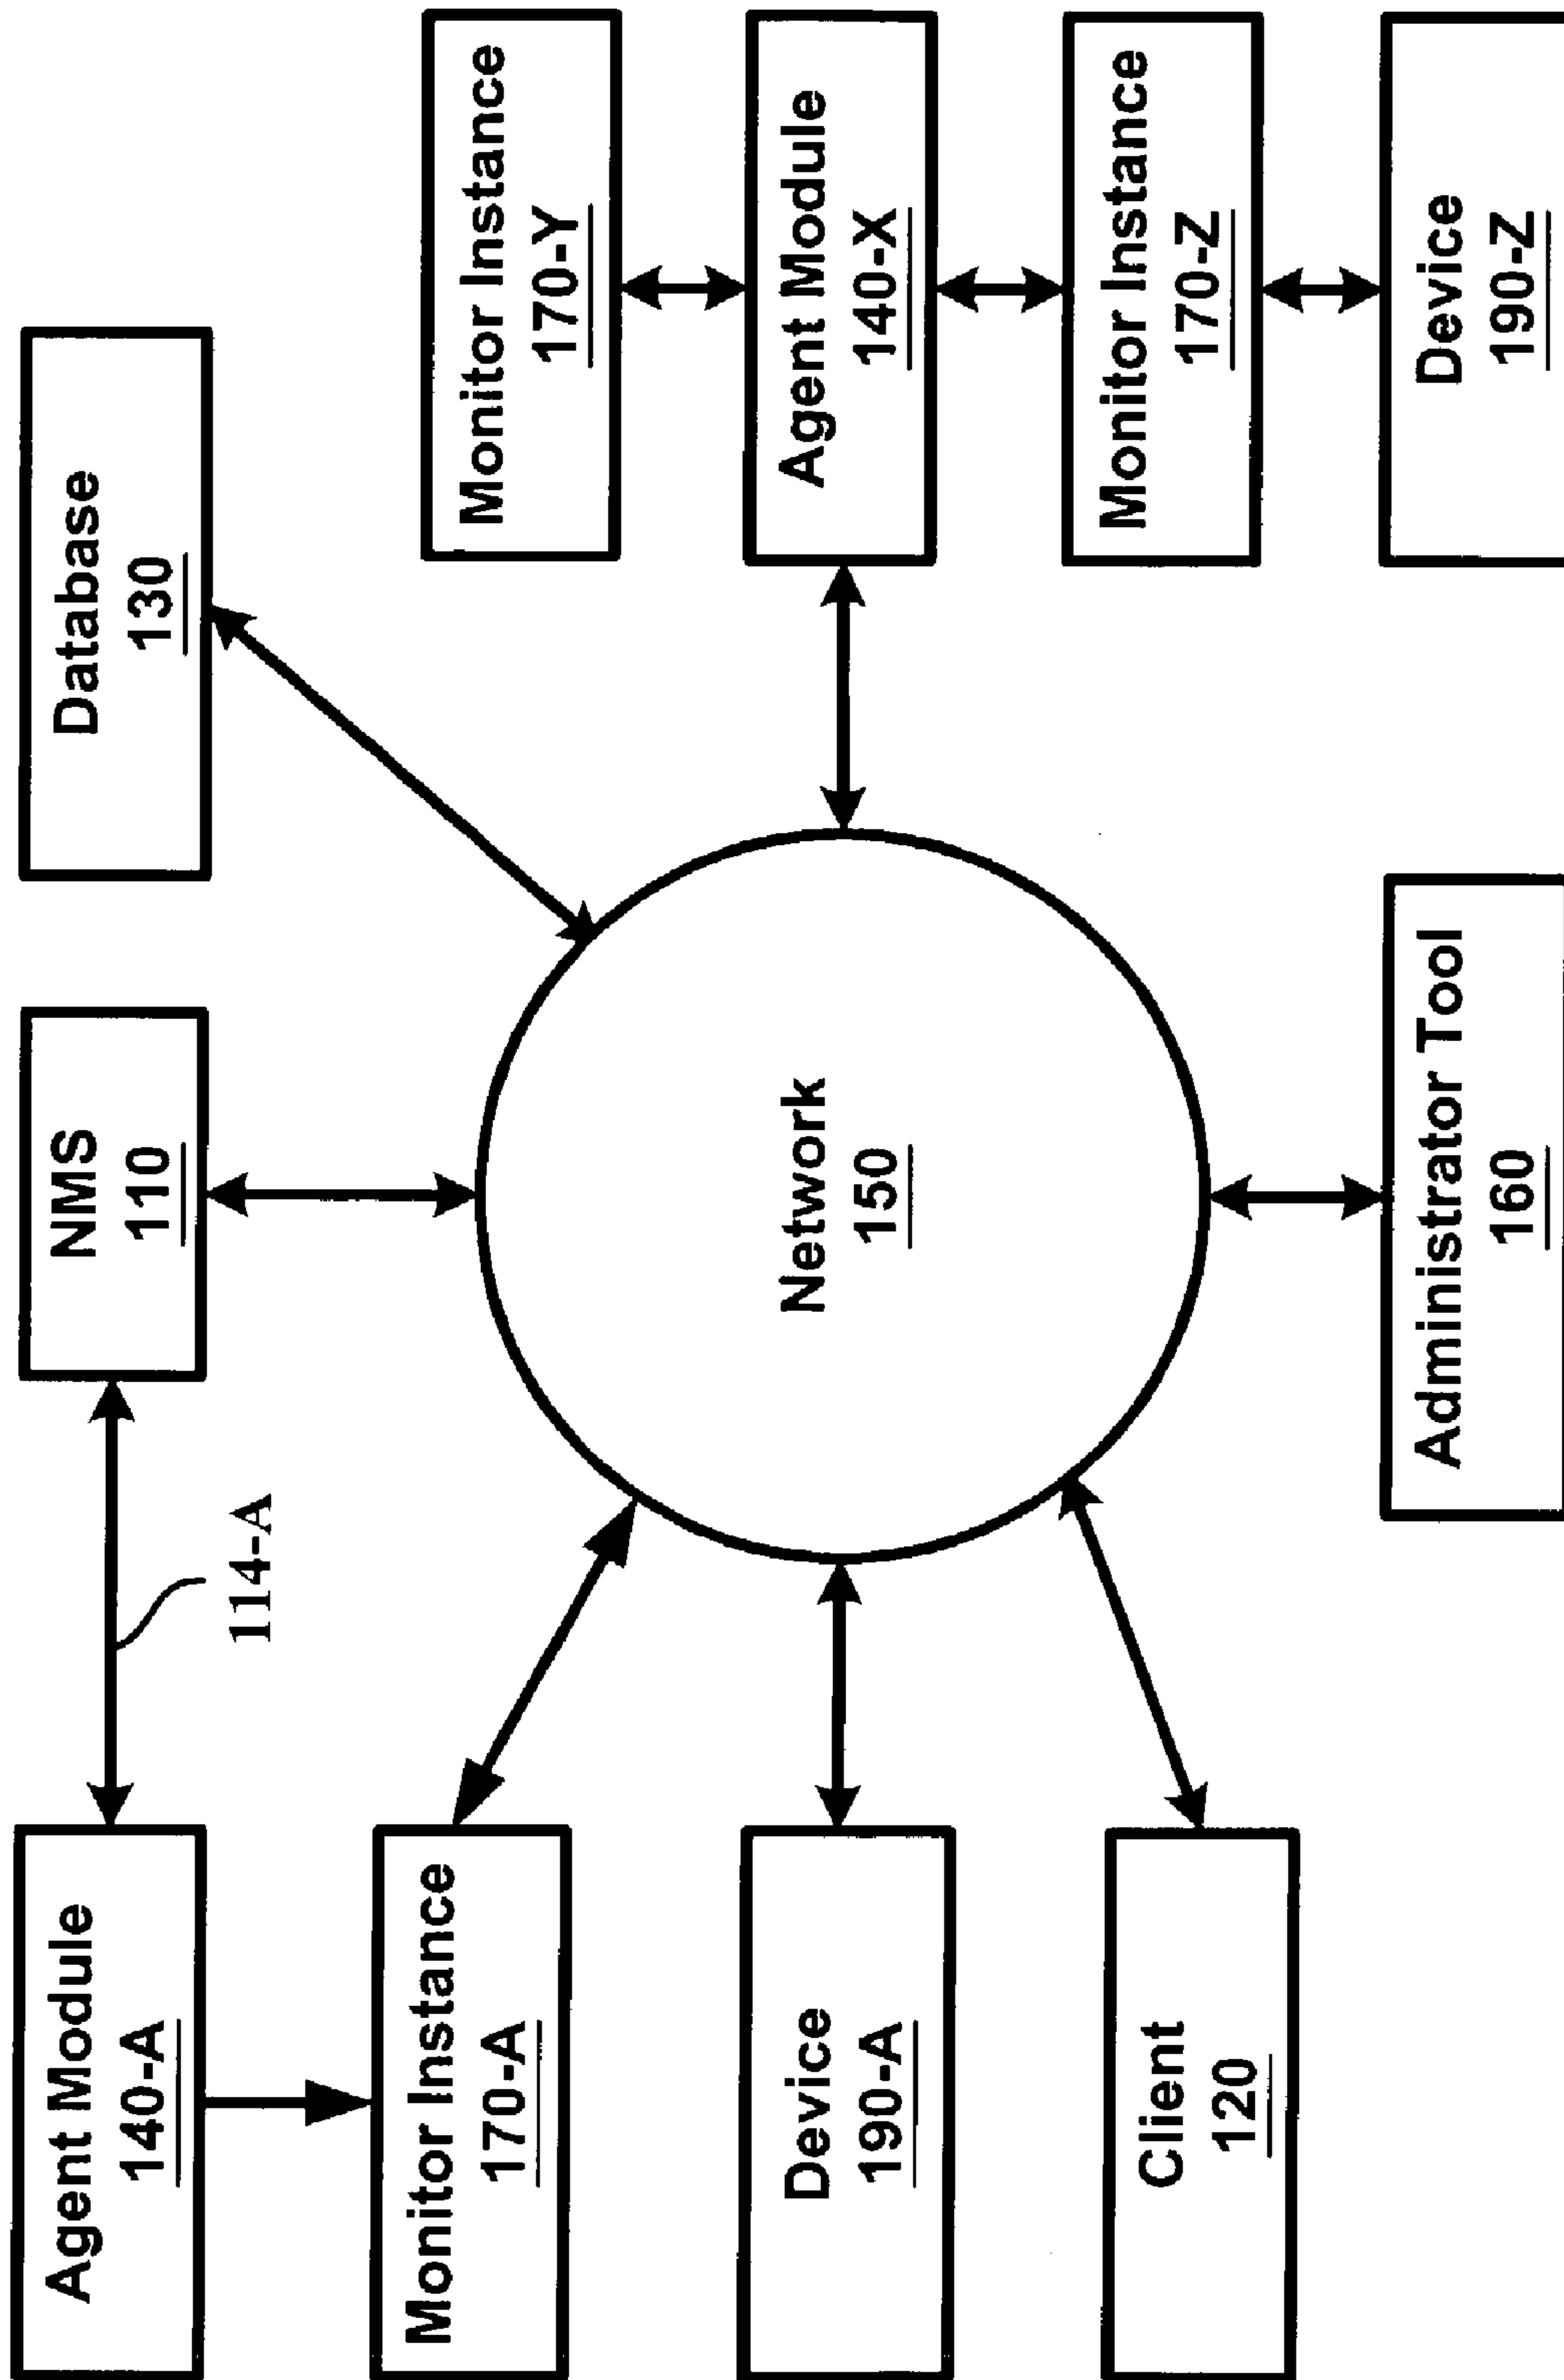 Agent Module
140-A
114-A
NMS
110
Database
130
Monitor Instance
170-A
Monitor Instance
170-Y
Device
190-A
Network
150
Agent Module
140-X
Client
120
Monitor Instance
170-Z
Administrator Tool
160
Device
190-Z